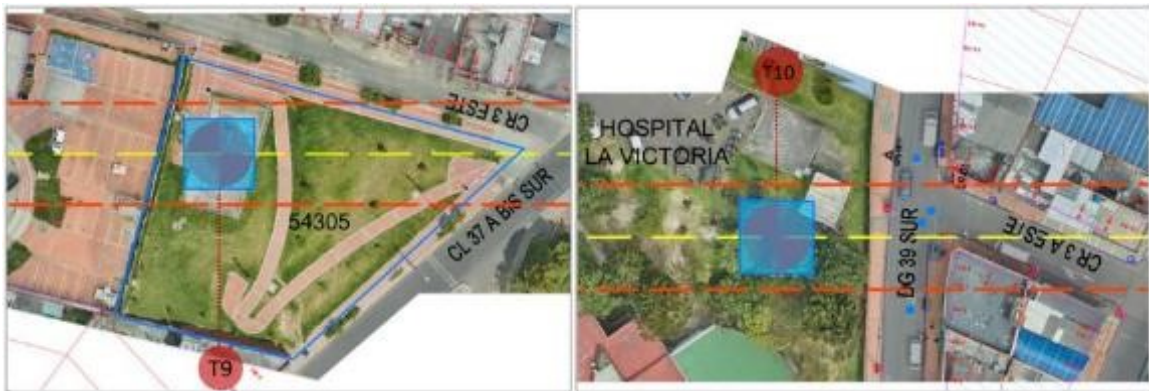 CR 3 ESTE
54305
CL 37 A BIS SUR
T9
T10
HOSPITAL
LA VICTORIA
DG 39 SUR
CR 3 A ESTE